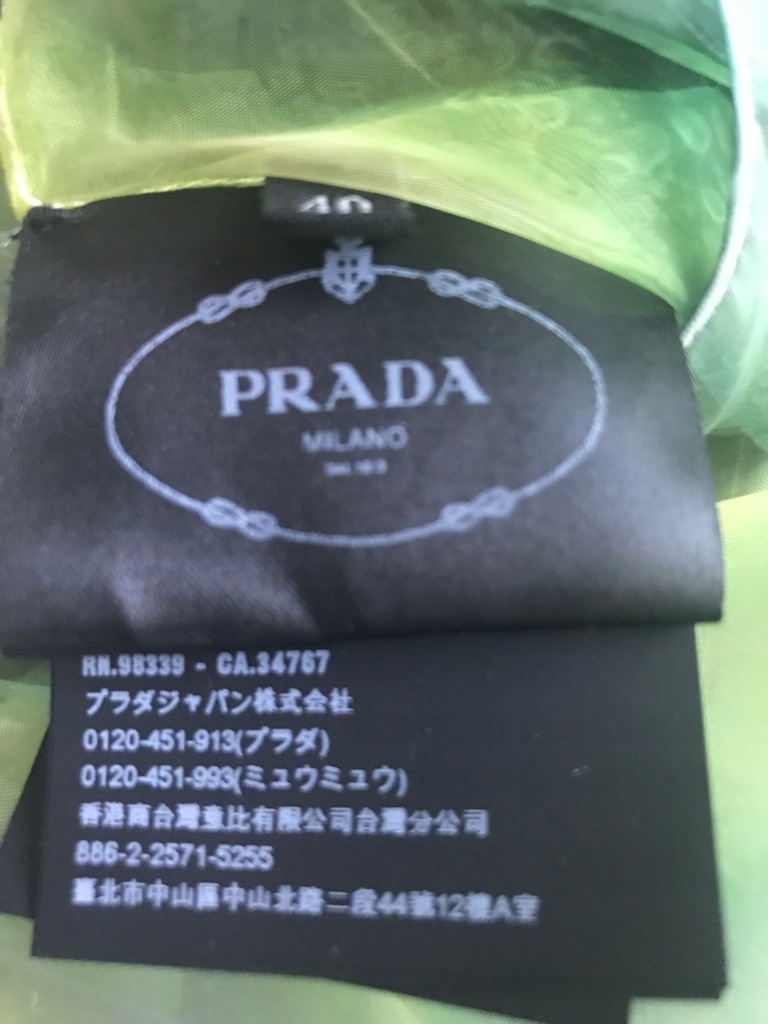 40
PRADA
MILANO
RN.98339 - CA.34767
プラダジャパン株式会社
0120-451-913(プラダ)
0120-451-993(ミュウミュウ)
香港商台灣壹比有限公司台灣分公司
886-2-2571-5255
臺北市中山區中山北路二段44號12樓A室